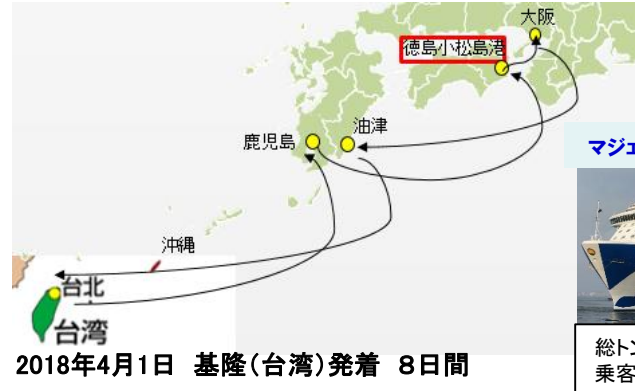 大阪
徳島小松島港
油津
鹿児島
マジェ
沖縄
台北
台湾
総トン
乗客
2018年4月1日 基隆(台湾)発着 8日間